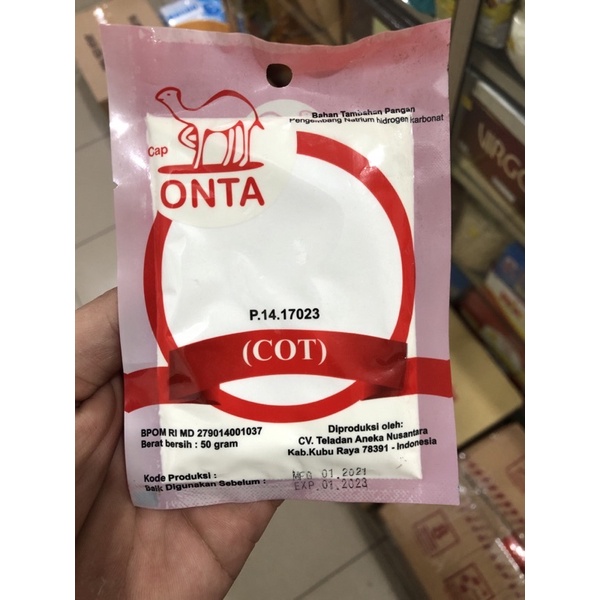 Bahan Tambahan Pangan
Pengembang Natrium hidrogen karbonat
Cap
ONTA
P.14.17023
(COT)
BPOM RI MD 279014001037
Berat bersih : 50 gram
Diproduksi oleh:
CV. Teladan Aneka Nusantara
Kab.Kubu Raya 78391 - Indonesia
Kode Produksi :
Baik Digunakan Sebelum :
MFG 01.2021
EXP.01.2023
VIRGO